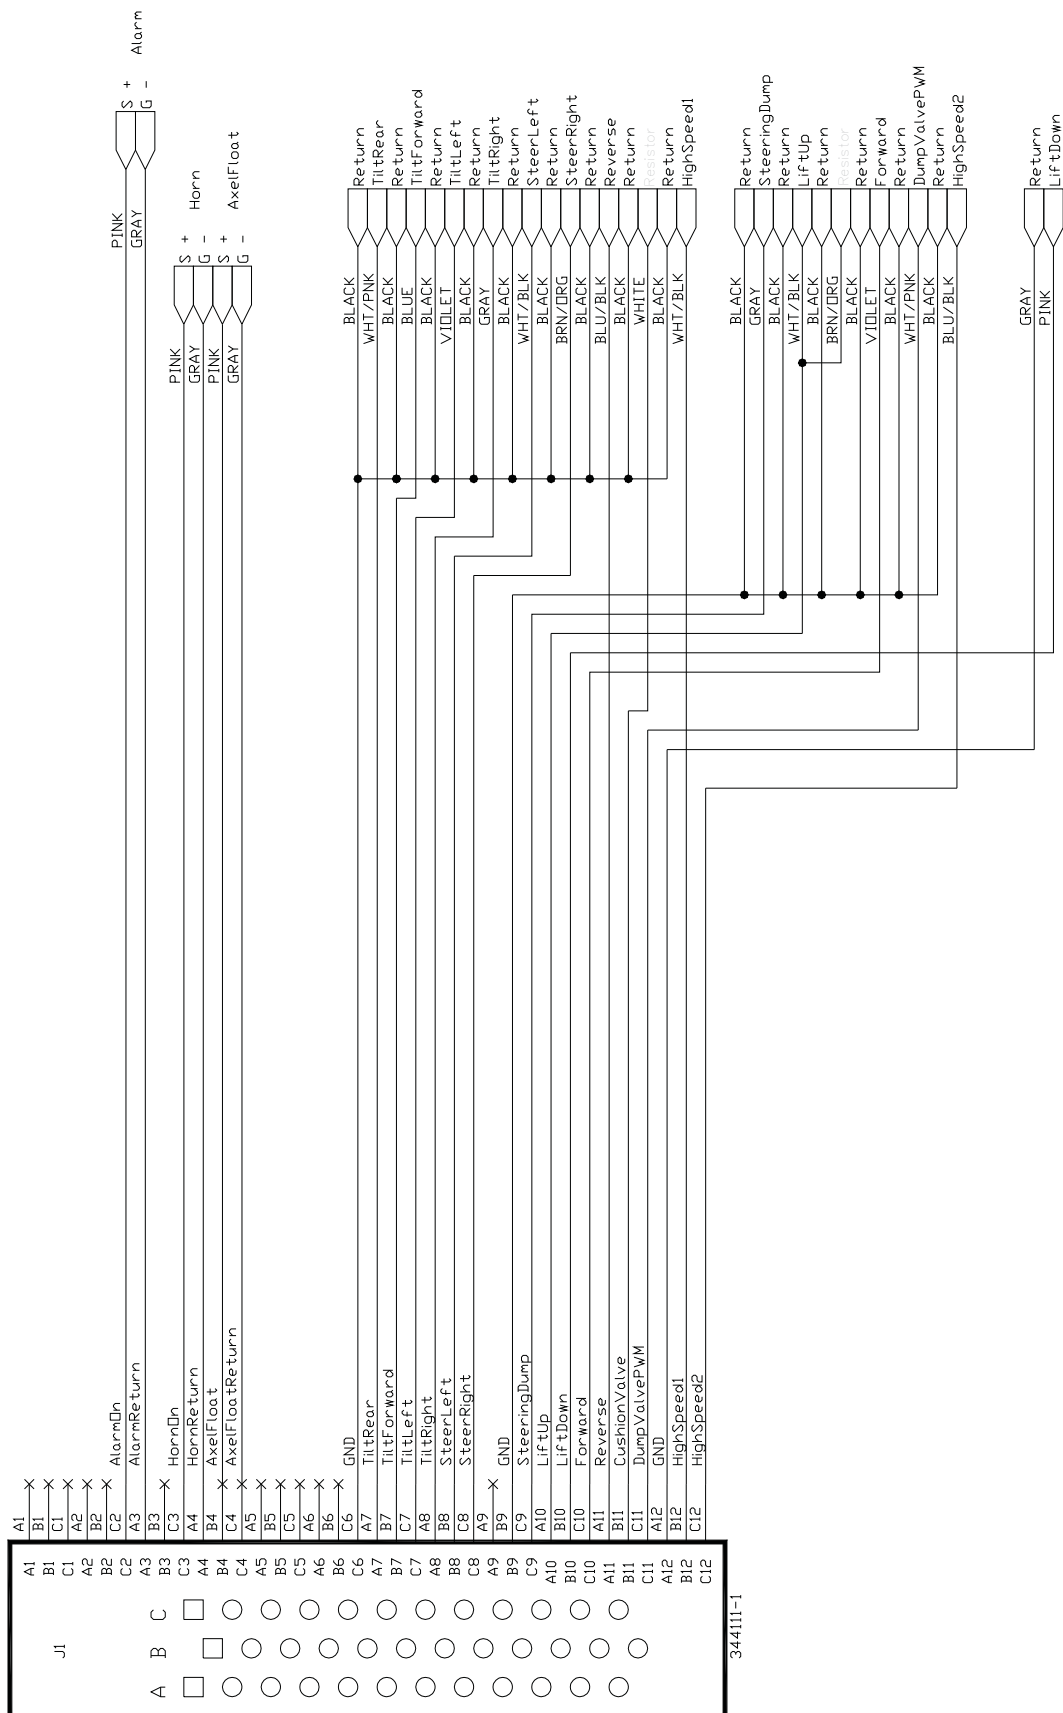 S + Alarm
G -
PINK
GRAY
S + Horn
G -
S + AxelFloat
G -
PINK
GRAY
PINK
GRAY
Return
TiltRear
Return
TiltForward
Return
TiltLeft
Return
TiltRight
Return
SteerLeft
Return
SteerRight
Return
Reverse
Return
Resistor
Return
HighSpeed1
BLACK
WHT/PNK
BLACK
BLUE
BLACK
VIOLET
BLACK
GRAY
BLACK
WHT/BLK
BLACK
BRN/ORG
BLACK
BLU/BLK
BLACK
WHITE
BLACK
WHT/BLK
Return
SteeringDump
Return
LiftUp
Return
Resistor
Return
Forward
Return
DumpValvePWM
Return
HighSpeed2
BLACK
GRAY
BLACK
WHT/BLK
BLACK
BRN/ORG
BLACK
VIOLET
BLACK
WHT/PNK
BLACK
BLU/BLK
Return
LiftDown
GRAY
PINK
AlarmOn
AlarmReturn
HornOn
HornReturn
AxelFloat
AxelFloatReturn
GND
TiltRear
TiltForward
TiltLeft
TiltRight
SteerLeft
SteerRight
GND
SteeringDump
LiftUp
LiftDown
Forward
Reverse
CushionValve
DumpValvePWM
GND
HighSpeed1
HighSpeed2
A1
B1
C1
A2
B2
C2
A3
B3
C3
A4
B4
C4
A5
B5
C5
A6
B6
C6
A7
B7
C7
A8
B8
C8
A9
B9
C9
A10
B10
C10
A11
B11
C11
A12
B12
C12
A1
B1
C1
A2
B2
C2
A3
B3
C3
A4
B4
C4
A5
B5
C5
A6
B6
C6
A7
B7
C7
A8
B8
C8
A9
B9
C9
A10
B10
C10
A11
B11
C11
A12
B12
C12
J1
A B C
344111-1